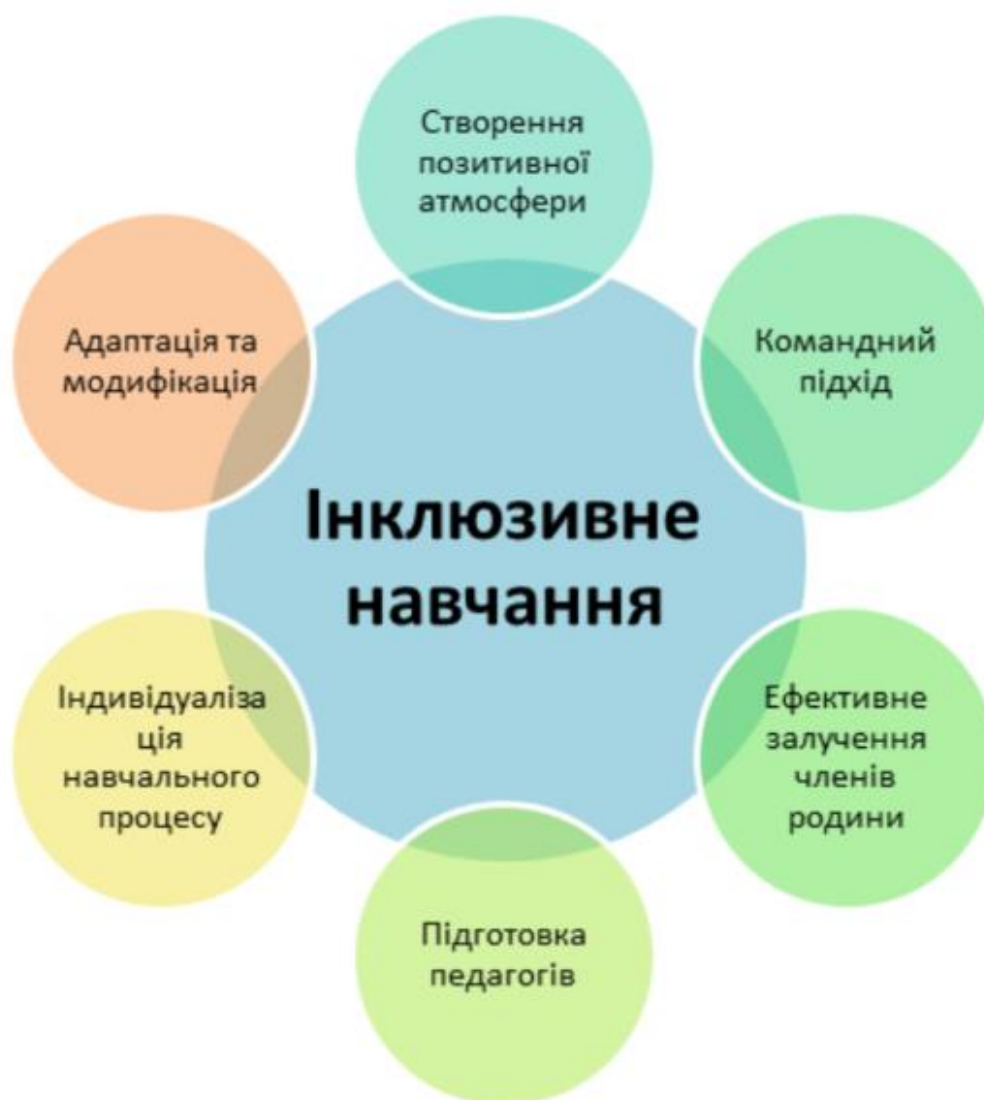 Створення
позитивної
атмосфери
Адаптація та
модифікація
Командний
підхід
Інклюзивне
навчання
Індивідуаліза
ція
навчального
процесу
Ефективне
залучення
членів
родини
Підготовка
педагогів